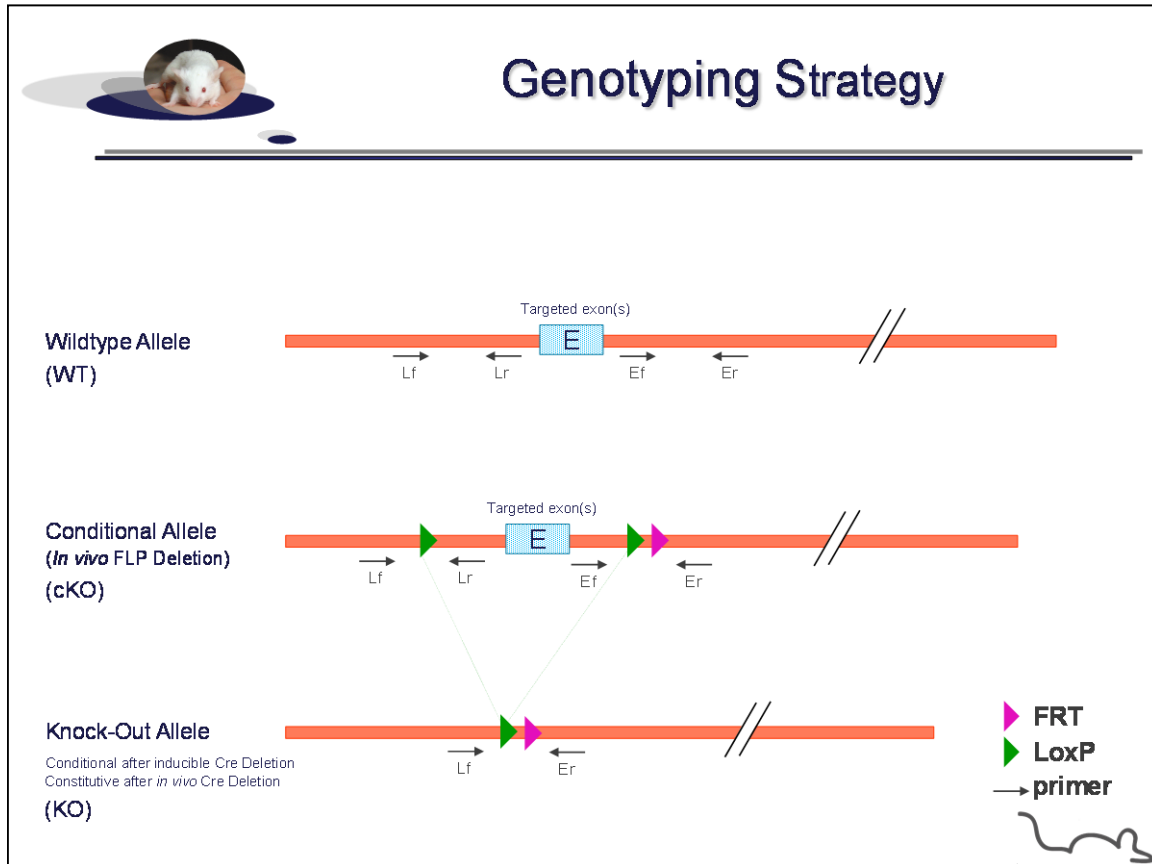 Genotyping Strategy
Targeted exon(s)
Wildtype Allele
E
(WT)
Lf
Lr
Ef
Er
Targeted exon(s)
Conditional Allele
E
(In vivo FLP Deletion)
(cKO)
Lf
Lr
Ef
Er
Knock-Out Allele
Conditional after inducible Cre Deletion
Constitutive after in vivo Cre Deletion
(KO)
Lf
Er
FRT
LoxP
primer